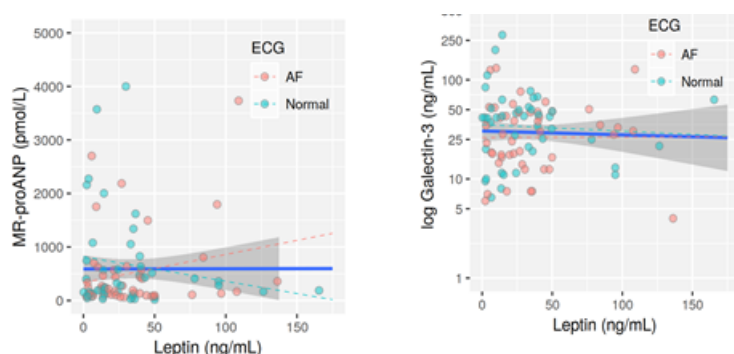 5000
4000
3000
2000
1000
0
MR-proANP (pmol/L)
ECG
AF
Normal
0
50
100
150
Leptin (ng/mL)
250
100
50
25
10
5
1
log Galectin-3 (ng/mL)
ECG
AF
Normal
0
50
100
150
Leptin (ng/mL)